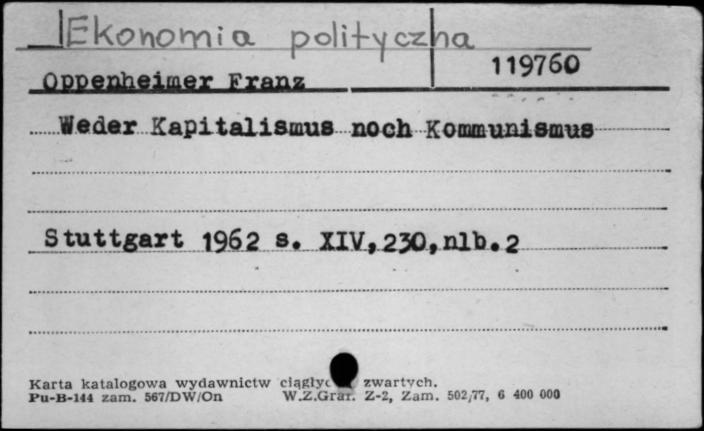 Ekonomia polityczna
119760
Oppenheimer Franz
Weder Kapitalismus noch Kommunismus
Stuttgart 1962 s. XIV,230,nlb.2
Karta katalogowa wydawnictw zwartych.
Pu-B-144 zam. 567/DW/On W.Z.Graf. Z-2, Zam. 502/77, 6 400 000